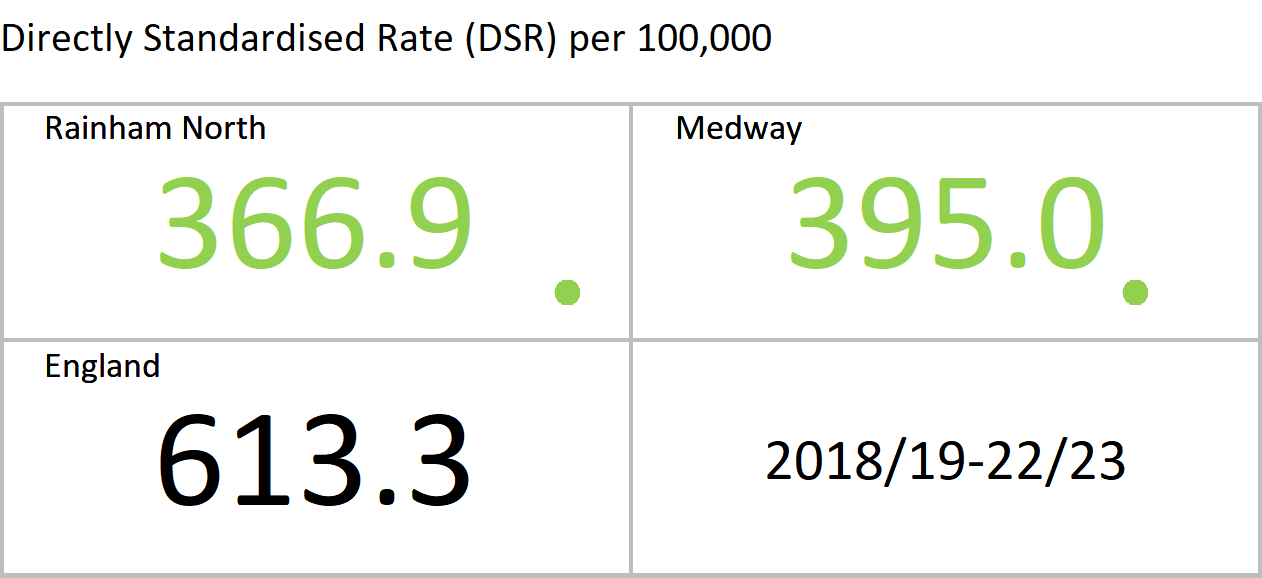 Directly Standardised Rate (DSR) per 100,000
Rainham North
366.9
Medway
395.0
England
613.3
2018/19-22/23